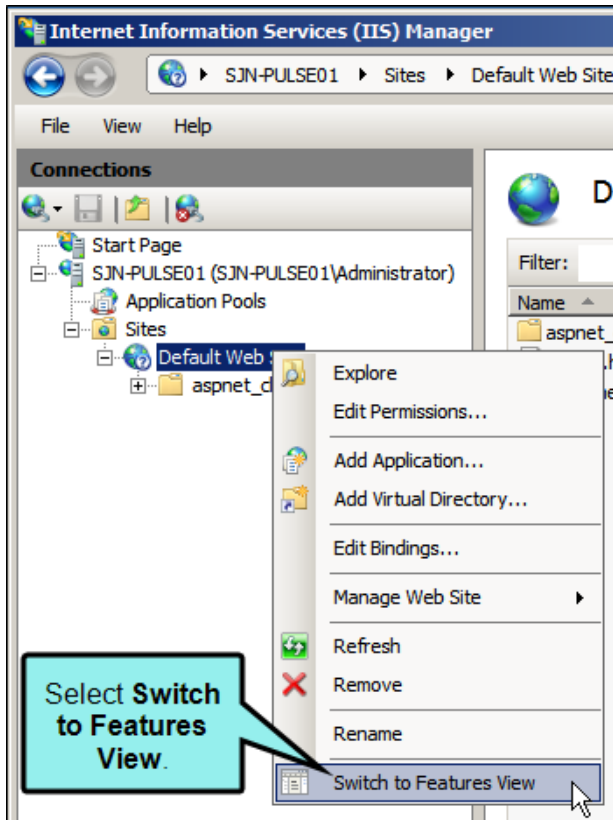 Internet Information Services (IIS) Manager
SJN-PULSE01 Sites Default Web Site
File View Help
Connections
Start Page
SJN-PULSE01 (SJN-PULSE01\Administrator)
Application Pools
Sites
Default Web
aspnet_cl
D
Filter:
Name
aspnet_
Explore
Edit Permissions...
Add Application...
Add Virtual Directory...
Edit Bindings...
Manage Web Site
Refresh
Remove
Rename
Switch to Features View
Select Switch
to Features
View.